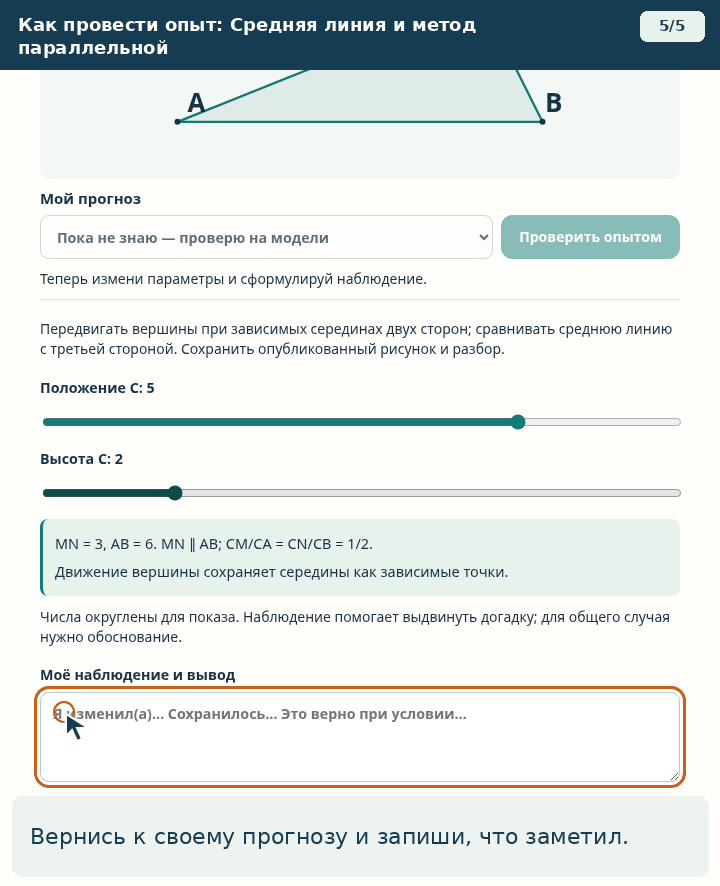 Как провести опыт: Средняя линия и метод
параллельной
5/5
A
B
Мой прогноз
Пока не знаю — проверю на модели
Проверить опытом
Теперь измени параметры и сформулируй наблюдение.
Передвигать вершины при зависимых серединах двух сторон; сравнивать среднюю линию
с третьей стороной. Сохранить опубликованный рисунок и разбор.
Положение C: 5
Высота C: 2
MN = 3, AB = 6. MN ∥ AB; CM/CA = CN/CB = 1/2.
Движение вершины сохраняет середины как зависимые точки.
Числа округлены для показа. Наблюдение помогает выдвинуть догадку; для общего случая
нужно обоснование.
Моё наблюдение и вывод
Я изменил(а)… Сохранилось… Это верно при условии…
Вернись к своему прогнозу и запиши, что заметил.